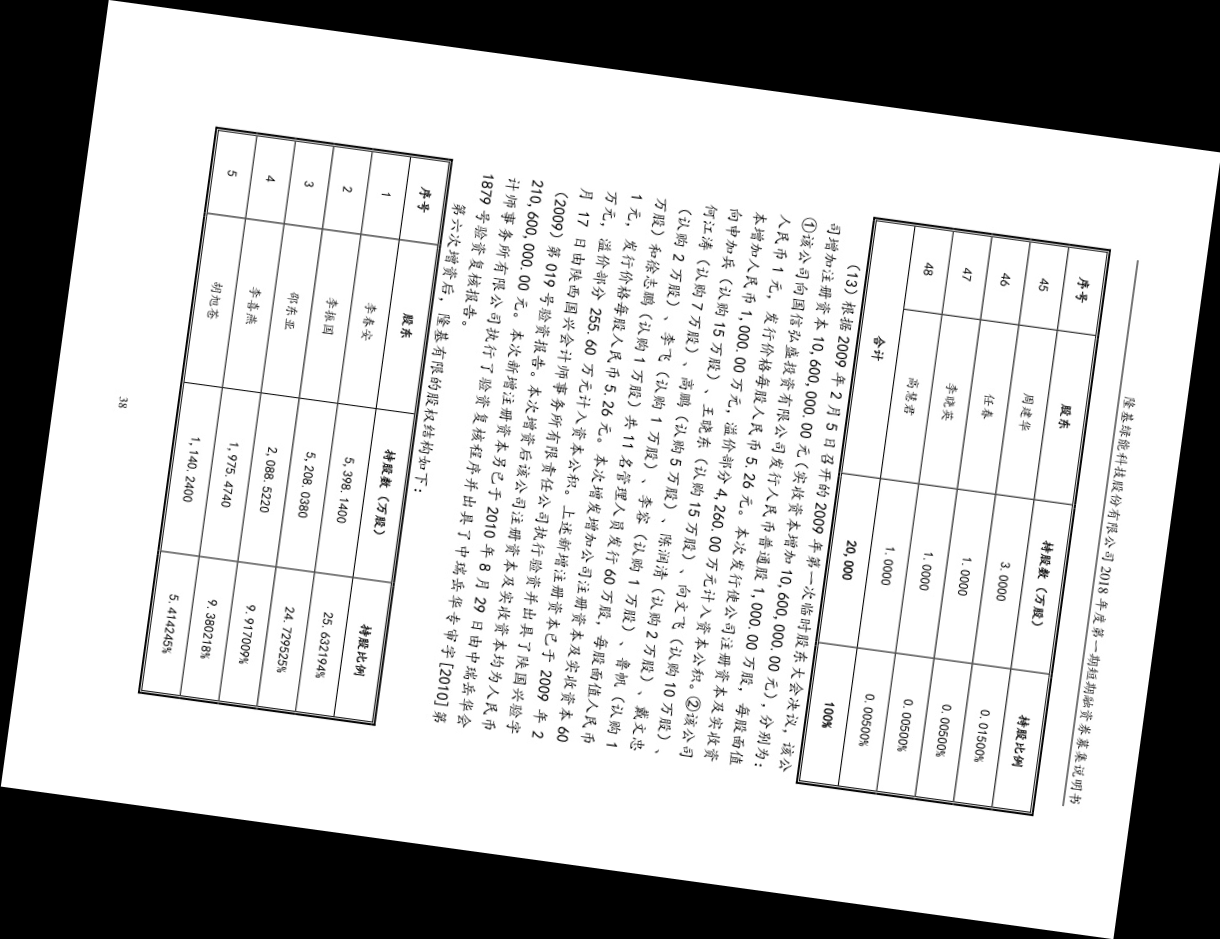 隆基绿能科技股份有限公司 2018 年度第一期短期融资券募集说明书
序号 股东 持股数（万股） 持股比例
45 周建华 3.0000 0.01500%
46 任春 1.0000 0.00500%
47 李晓英 1.0000 0.00500%
48 高慧君 1.0000 0.00500%
合计 20,000 100%
（13）根据 2009 年 2 月 5 日召开的 2009 年第一次临时股东大会决议，该公
司增加注册资本 10,600,000.00 元（实收资本增加 10,600,000.00 元），分别为：
①该公司向国信弘盛投资有限公司发行人民币普通股 1,000.00 万股，每股面值
人民币 1 元，发行价格每股人民币 5.26 元。本次发行使公司注册资本及实收资
本增加人民币 1,000.00 万元，溢价部分 4,260.00 万元计入资本公积。②该公司
向申加兵（认购 15 万股）、王晓东（认购 15 万股）、向文飞（认购 10 万股）、
何江涛（认购 7 万股）、高鹏（认购 5 万股）、陈润清（认购 2 万股）、戴文忠
（认购 2 万股）、李飞（认购 1 万股）、李容（认购 1 万股）、普帆（认购 1
万股）和徐志鹏（认购 1 万股）共 11 名管理人员发行 60 万股，每股面值人民币
1 元，发行价格每股人民币 5.26 元。本次增发增加公司注册资本及实收资本 60
万元，溢价部分 255.60 万元计入资本公积。上述新增注册资本已于 2009 年 2
月 17 日由陕西国兴会计师事务所有限责任公司执行验资并出具了陕国兴验字
（2009）第 019 号验资报告。本次增资后该公司注册资本及实收资本均为人民币
210,600,000.00 元。本次新增注册资本另已于 2010 年 8 月 29 日由中瑞岳华会
计师事务所有限公司执行了验资复核程序并出具了中瑞岳华专审字[2010]第
1879 号验资复核报告。
第六次增资后，隆基有限的股权结构如下：
序号 股东 持股数（万股） 持股比例
1 李春安 5,398.1400 25.632194%
2 李振国 5,208.0380 24.729525%
3 邵东亚 2,088.5220 9.917009%
4 李喜燕 1,975.4740 9.380218%
5 胡旭苍 1,140.2400 5.414245%
38